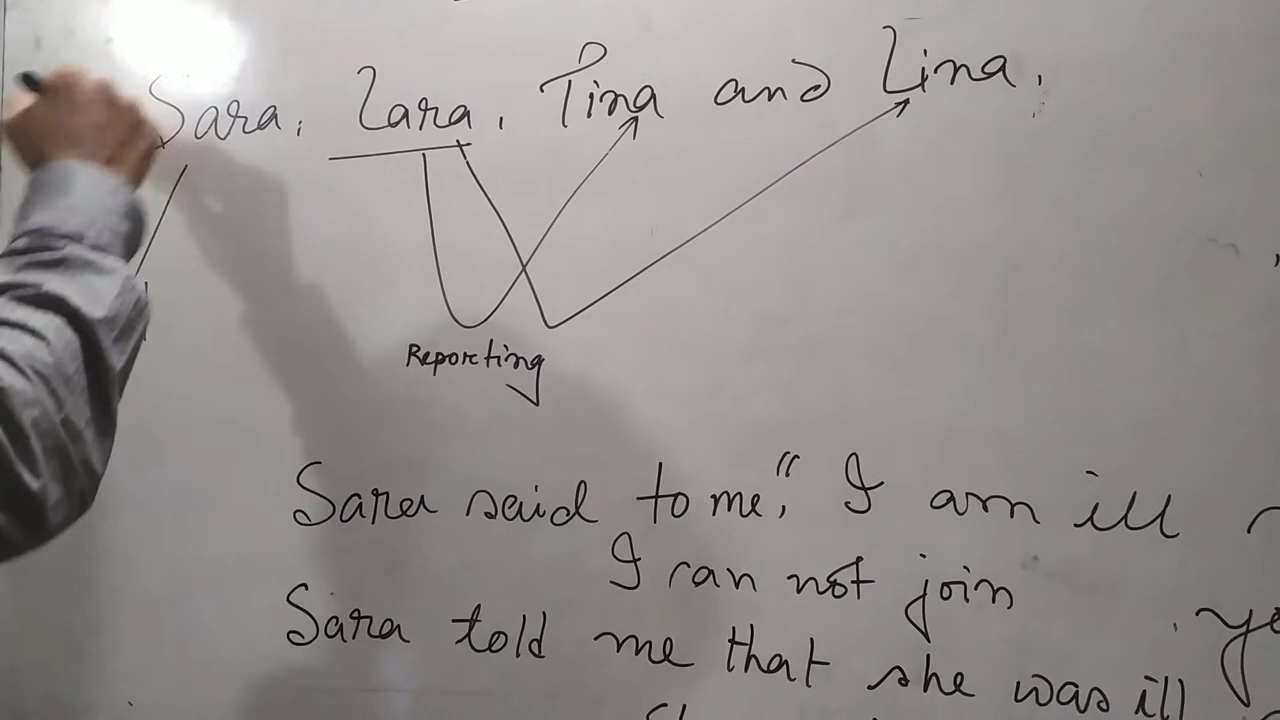 Sara, Zara, Tina and Lina.
Reporting
Sara said to me, "I am ill
I can not join
Sara told me that she was ill